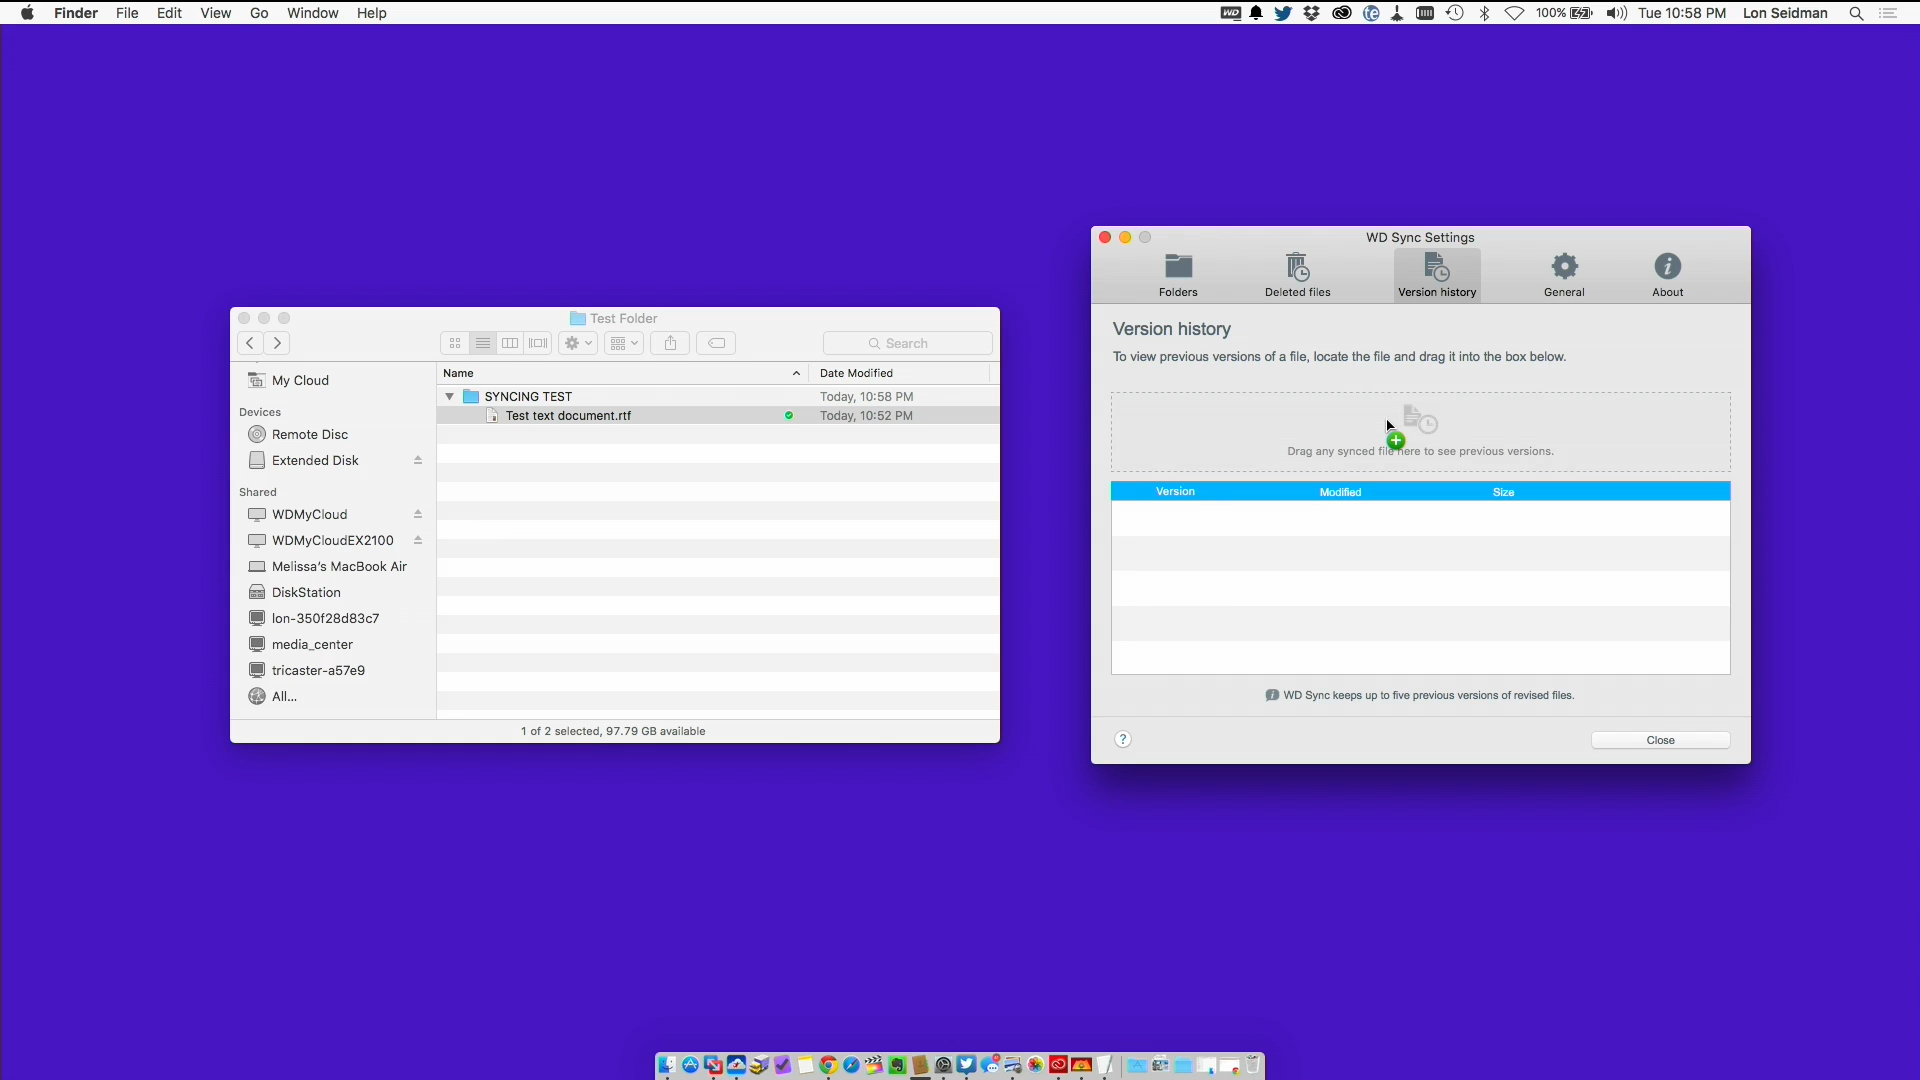 Finder File Edit View Go Window Help
WD
100%
Tue 10:58 PM Lon Seidman
Test Folder
Search
My Cloud
Devices
Remote Disc
Extended Disk
Shared
WDMyCloud
WDMyCloudEX2100
Melissa's MacBook Air
DiskStation
lon-350f28d83c7
media_center
tricaster-a57e9
All...
Name Date Modified
SYNCING TEST Today, 10:58 PM
Test text document.rtf Today, 10:52 PM
1 of 2 selected, 97.79 GB available
WD Sync Settings
Folders Deleted files Version history General About
Version history
To view previous versions of a file, locate the file and drag it into the box below.
Drag any synced file here to see previous versions.
Version Modified Size
WD Sync keeps up to five previous versions of revised files.
? Close